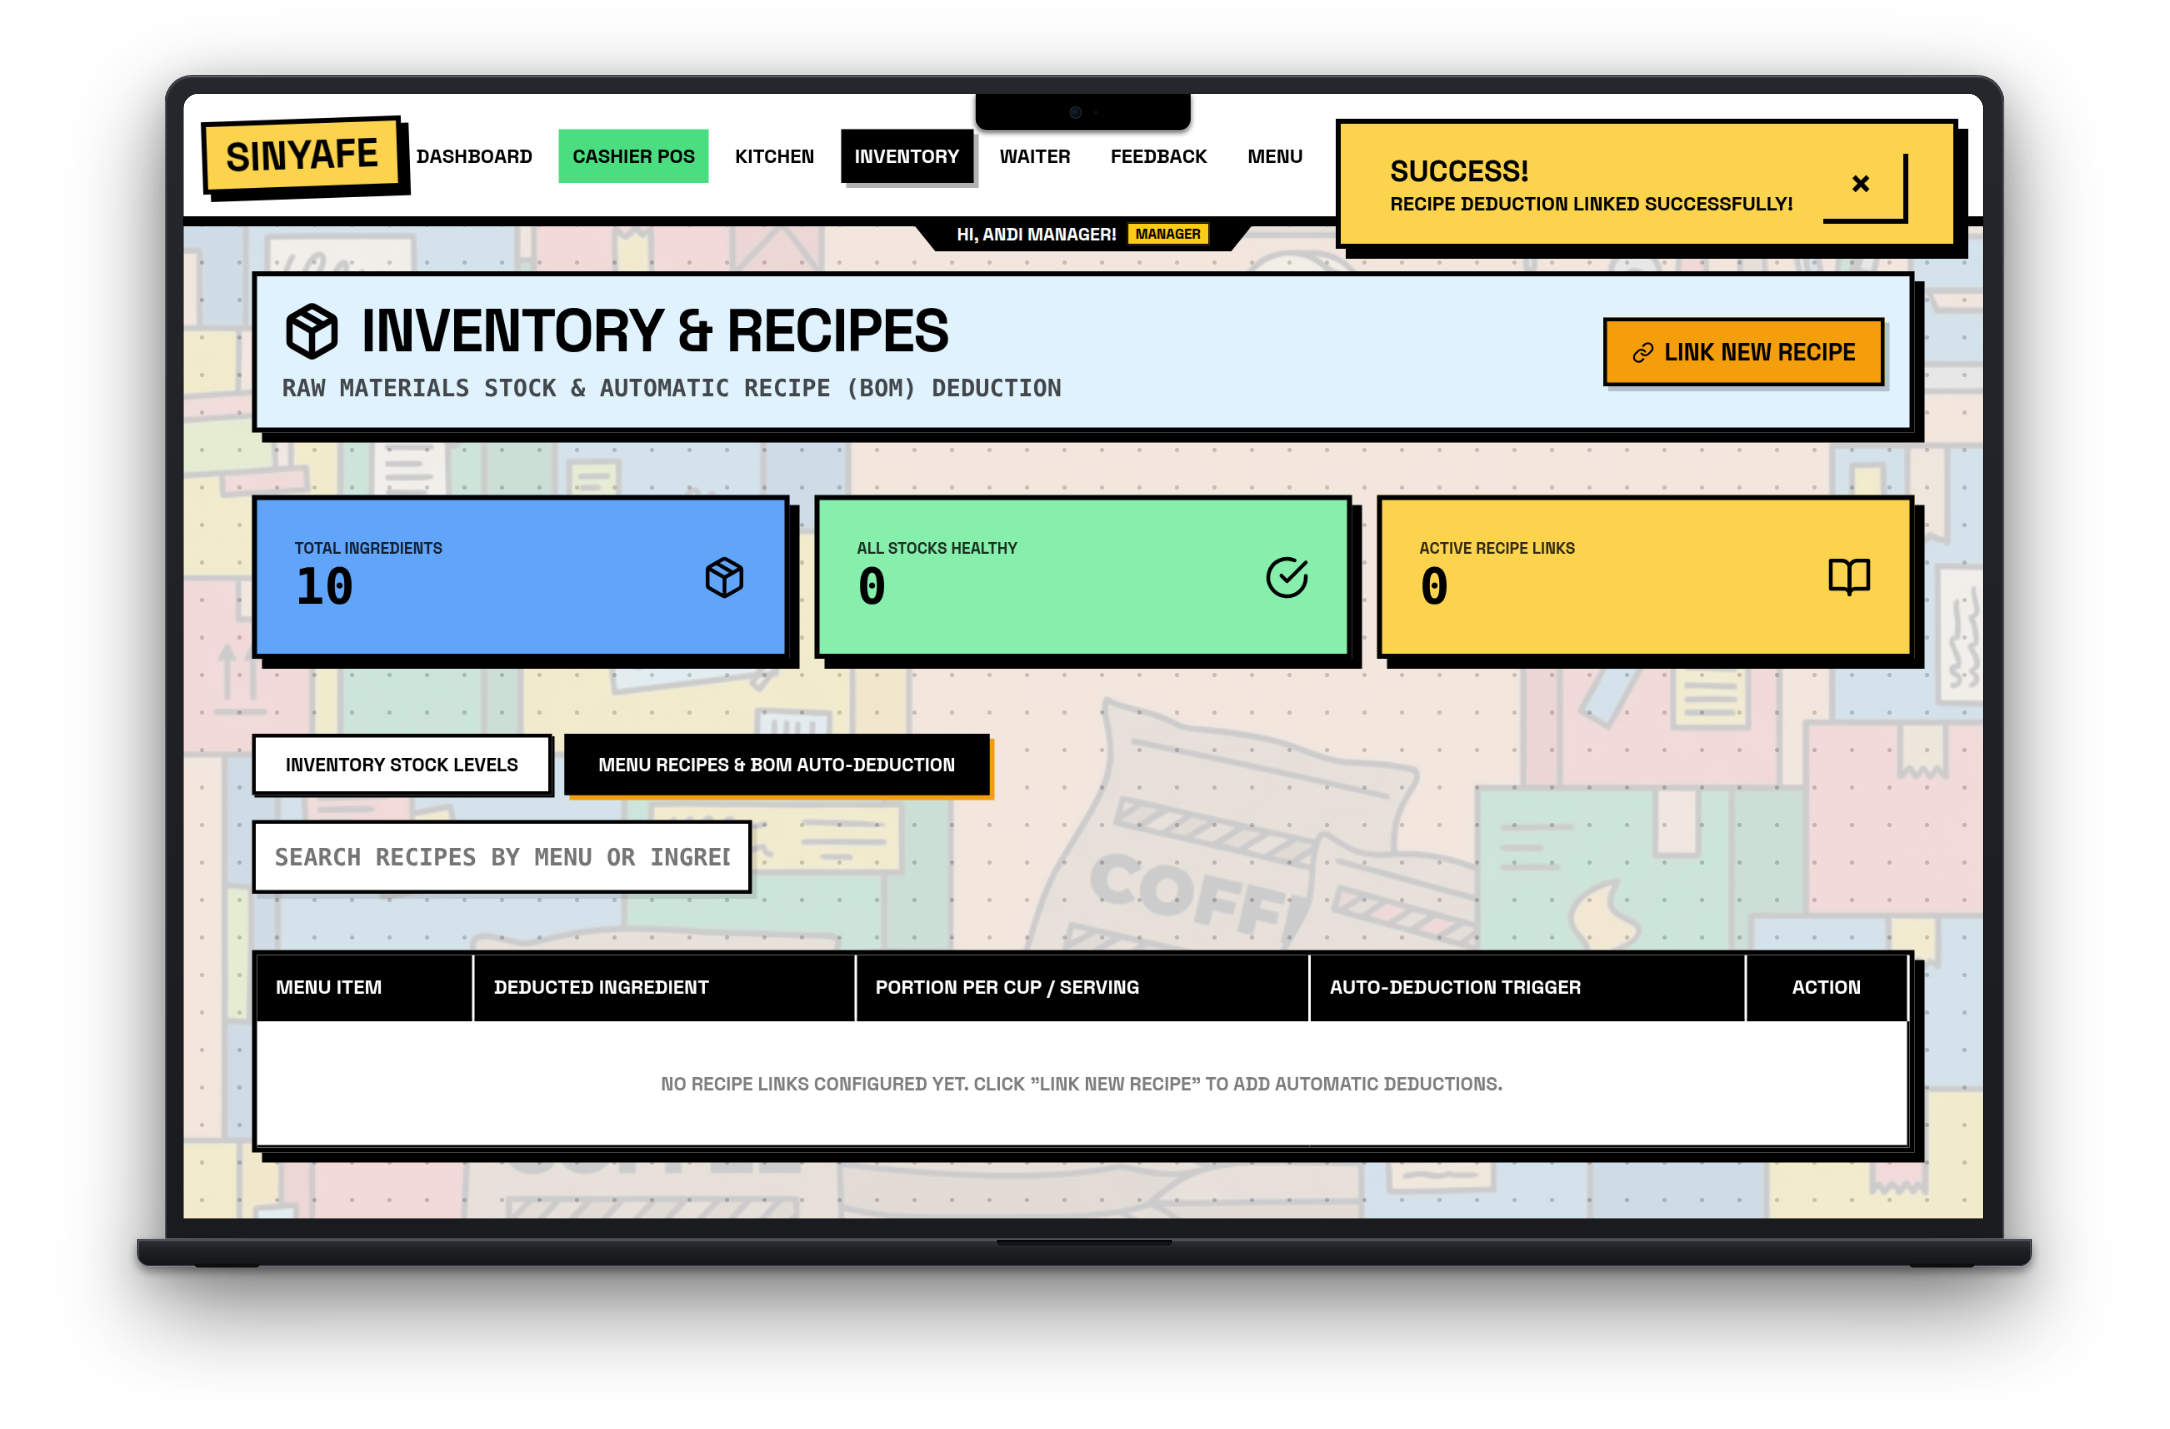 SINYAFE
DASHBOARD CASHIER POS KITCHEN INVENTORY WAITER FEEDBACK MENU
SUCCESS!
RECIPE DEDUCTION LINKED SUCCESSFULLY!
HI, ANDI MANAGER! MANAGER
INVENTORY & RECIPES
RAW MATERIALS STOCK & AUTOMATIC RECIPE (BOM) DEDUCTION
LINK NEW RECIPE
TOTAL INGREDIENTS
10
ALL STOCKS HEALTHY
0
ACTIVE RECIPE LINKS
0
INVENTORY STOCK LEVELS
MENU RECIPES & BOM AUTO-DEDUCTION
SEARCH RECIPES BY MENU OR INGRED
COFF
MENU ITEM DEDUCTED INGREDIENT PORTION PER CUP / SERVING AUTO-DEDUCTION TRIGGER ACTION
NO RECIPE LINKS CONFIGURED YET. CLICK "LINK NEW RECIPE" TO ADD AUTOMATIC DEDUCTIONS.